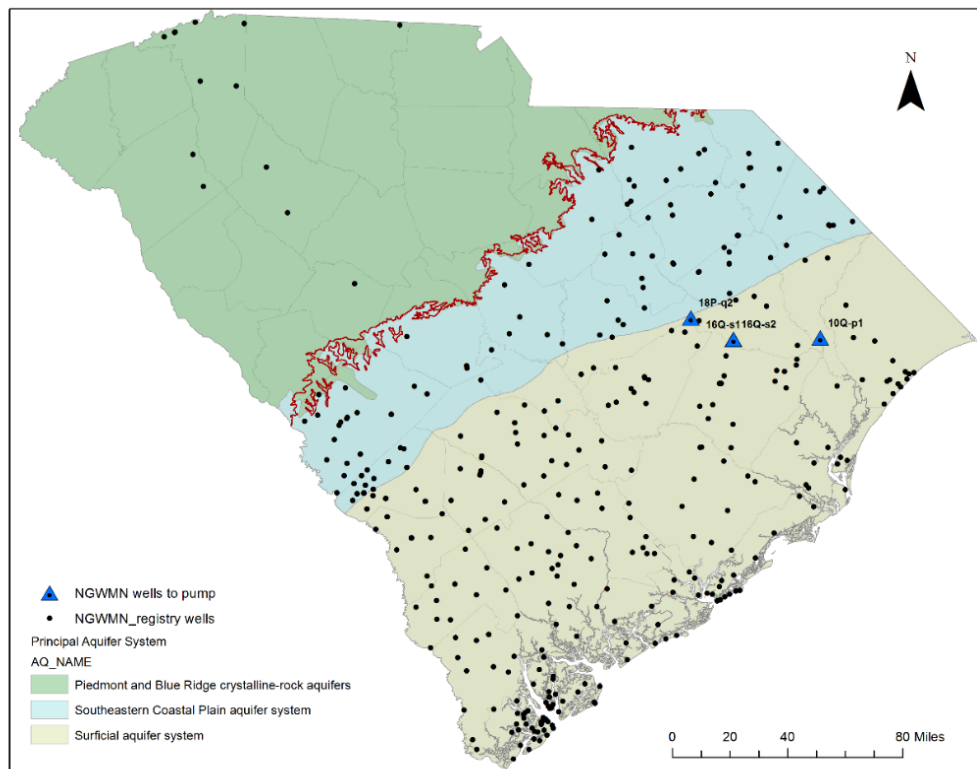 N
18P-q2
16Q-s116Q-s2
10Q-p1
NGWMN wells to pump
NGWMN_registry wells
Principal Aquifer System
AQ_NAME
Piedmont and Blue Ridge crystalline-rock aquifers
Southeastern Coastal Plain aquifer system
Surficial aquifer system
0 20 40 80 Miles